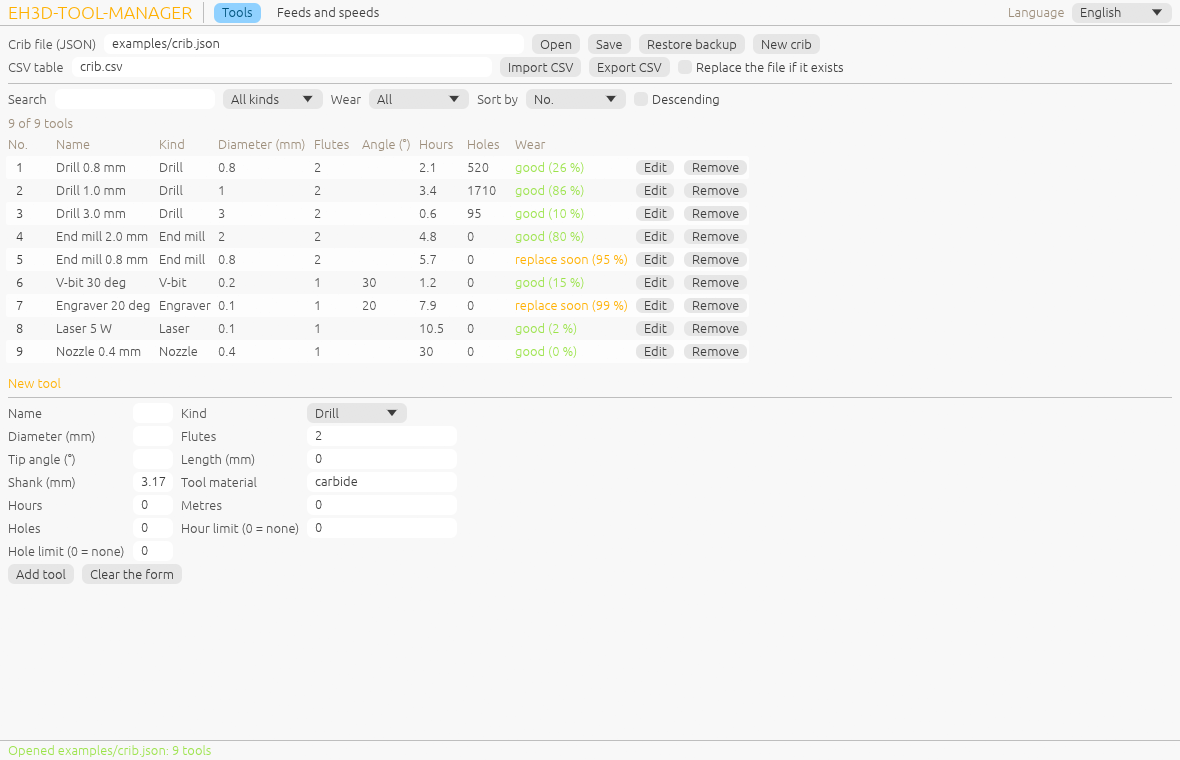 EH3D-TOOL-MANAGER Tools Feeds and speeds Language English
Crib file (JSON) examples/crib.json Open Save Restore backup New crib
CSV table crib.csv Import CSV Export CSV Replace the file if it exists
Search All kinds Wear All Sort by No. Descending
9 of 9 tools
No. Name Kind Diameter (mm) Flutes Angle (°) Hours Holes Wear
1 Drill 0.8 mm Drill 0.8 2 2.1 520 good (26 %) Edit Remove
2 Drill 1.0 mm Drill 1 2 3.4 1710 good (86 %) Edit Remove
3 Drill 3.0 mm Drill 3 2 0.6 95 good (10 %) Edit Remove
4 End mill 2.0 mm End mill 2 2 4.8 0 good (80 %) Edit Remove
5 End mill 0.8 mm End mill 0.8 2 5.7 0 replace soon (95 %) Edit Remove
6 V-bit 30 deg V-bit 0.2 1 30 1.2 0 good (15 %) Edit Remove
7 Engraver 20 deg Engraver 0.1 1 20 7.9 0 replace soon (99 %) Edit Remove
8 Laser 5 W Laser 0.1 1 10.5 0 good (2 %) Edit Remove
9 Nozzle 0.4 mm Nozzle 0.4 1 30 0 good (0 %) Edit Remove
New tool
Name Kind Drill
Diameter (mm) Flutes 2
Tip angle (°) Length (mm) 0
Shank (mm) 3.17 Tool material carbide
Hours 0 Metres 0
Holes 0 Hour limit (0 = none) 0
Hole limit (0 = none) 0
Add tool Clear the form
Opened examples/crib.json: 9 tools